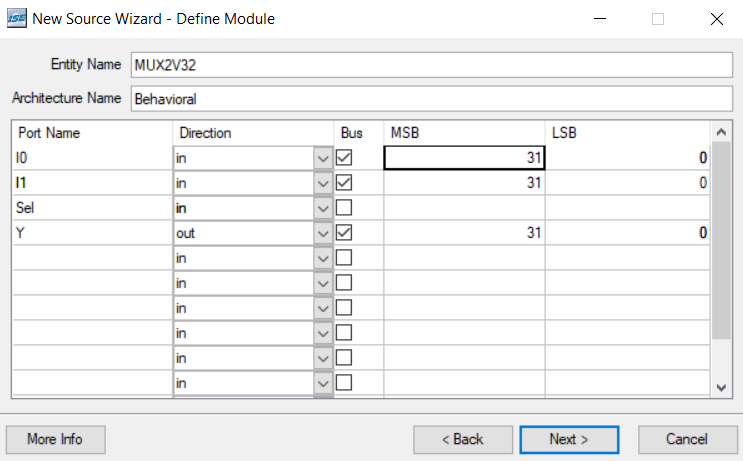 ISE New Source Wizard - Define Module
Entity Name MUX2V32
Architecture Name Behavioral
Port Name Direction Bus MSB LSB
I0 in 31 0
I1 in 31 0
Sel in
Y out 31 0
in
in
in
in
in
in
More Info < Back Next > Cancel